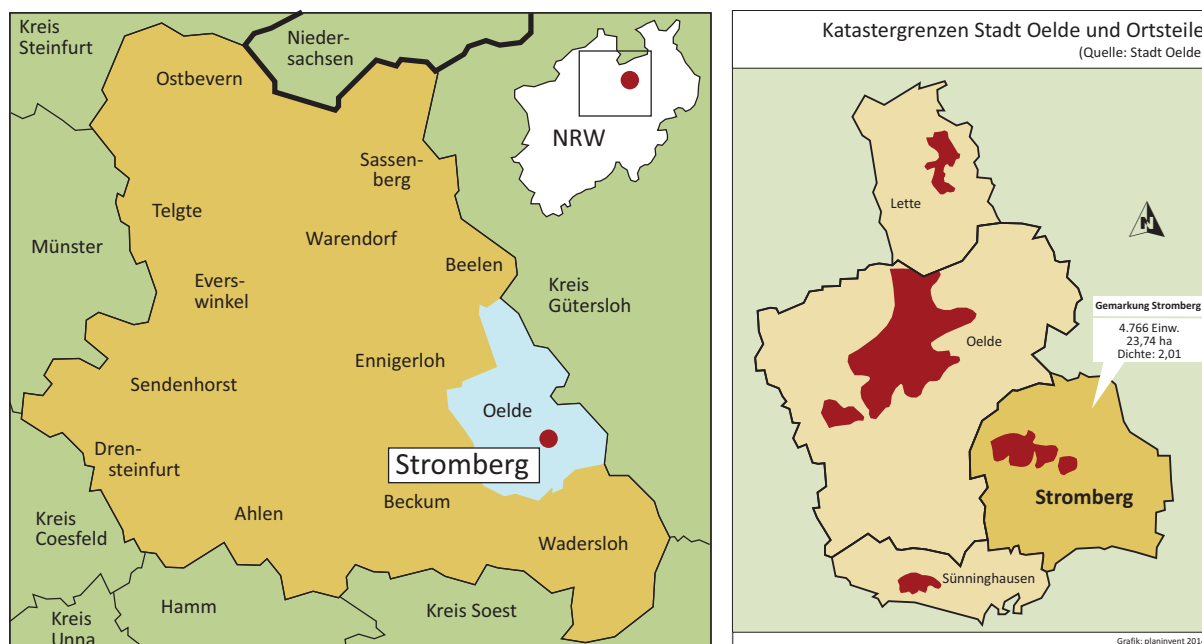 Kreis
Steinfurt
Nieder-
sachsen
Ostbevern
NRW
Sassen-
berg
Telgte
Warendorf
Münster
Beelen
Evers-
winkel
Kreis
Gütersloh
Ennigerloh
Sendenhorst
Oelde
Dren-
steinfurt
Stromberg
Beckum
Ahlen
Kreis
Coesfeld
Wadersloh
Hamm
Kreis Soest
Kreis
Unna
Katastergrenzen Stadt Oelde und Ortsteile
(Quelle: Stadt Oelde
Lette
N
Gemarkung Stromberg
4.766 Einw.
23,74 ha
Dichte: 2,01
Oelde
Stromberg
Sünninghausen
Grafik: planinvent 201